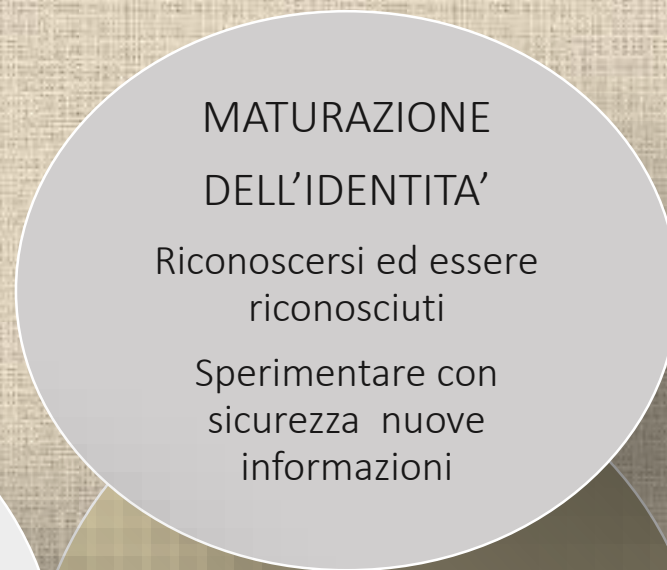 MATURAZIONE
DELL’IDENTITA’
Riconoscersi ed essere
riconosciuti
Sperimentare con
sicurezza  nuove
informazioni